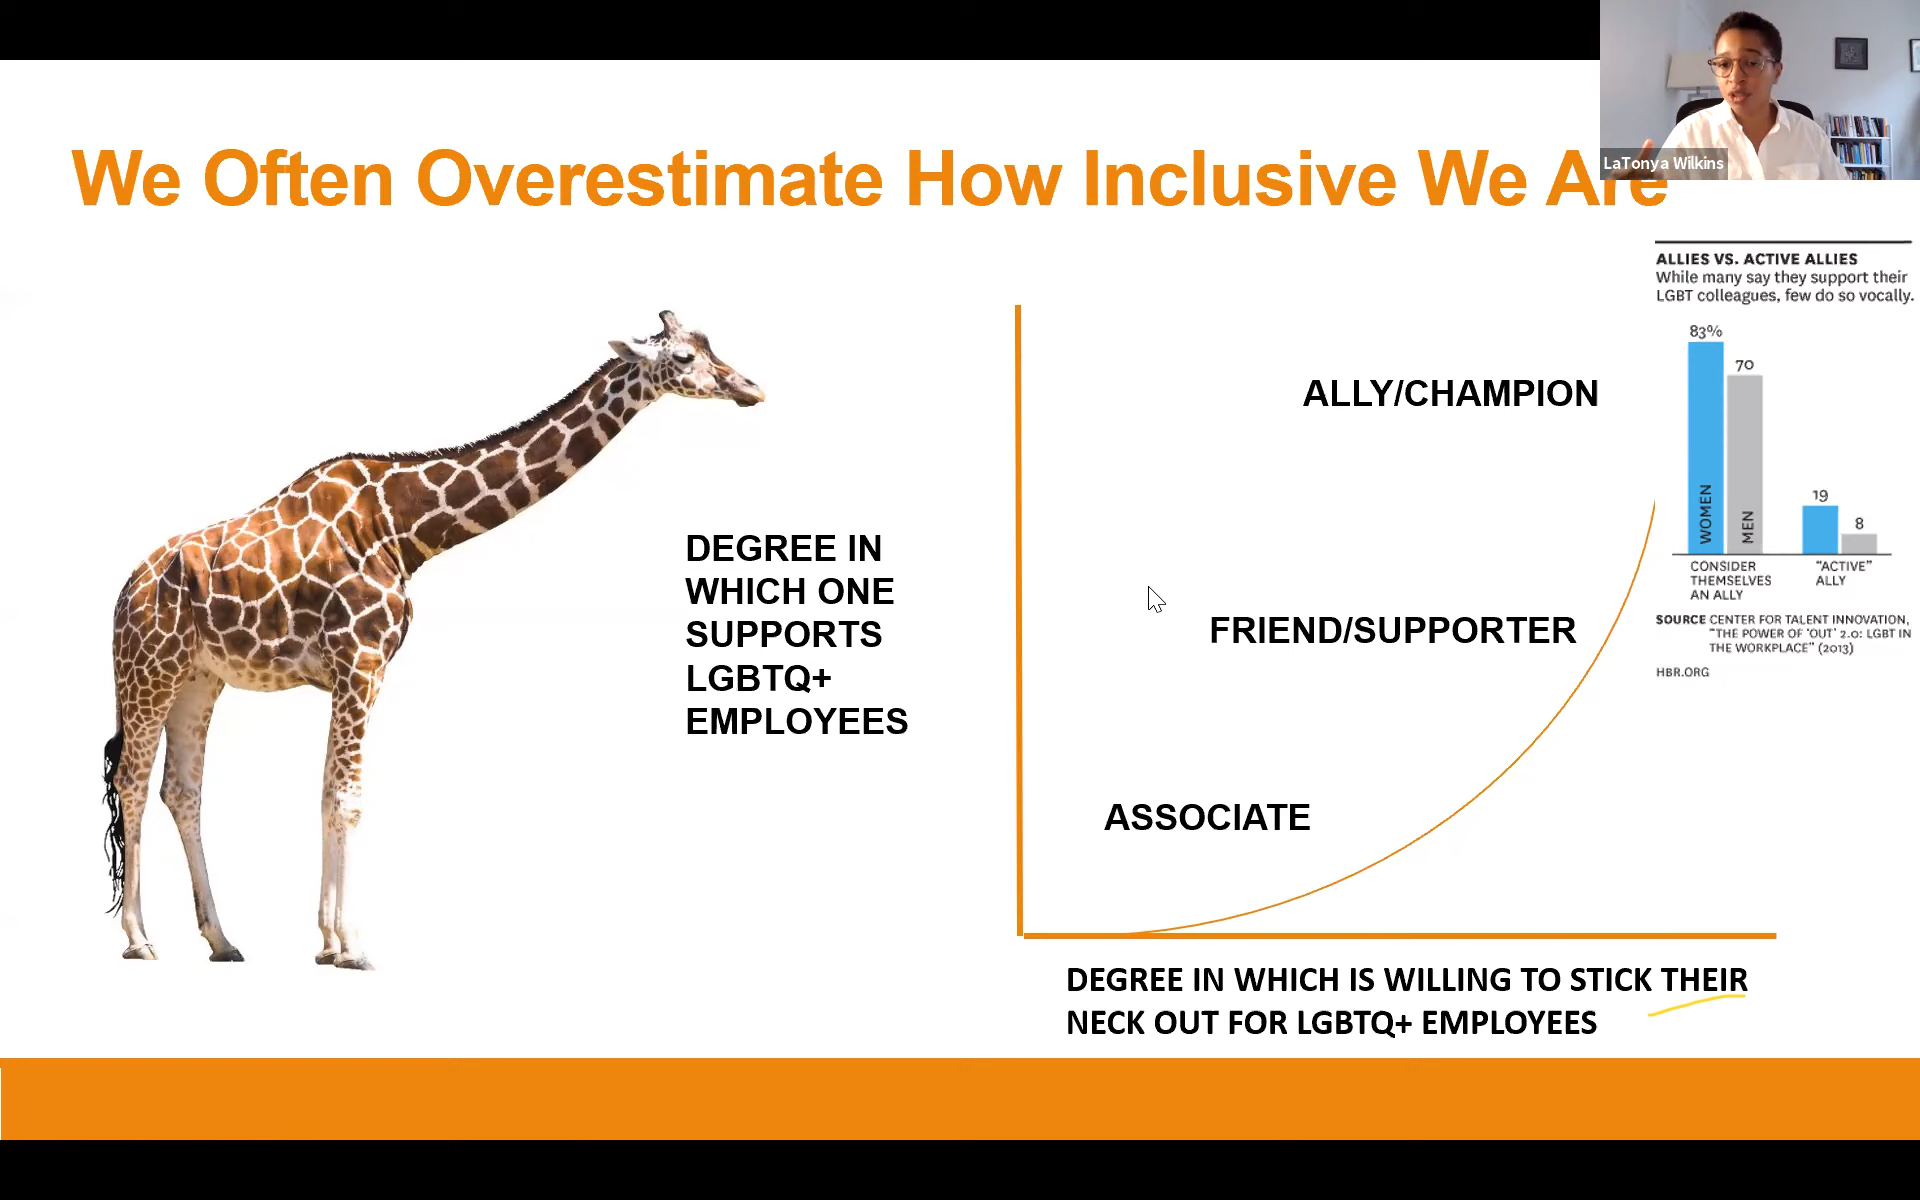 We Often Overestimate How Inclusive We Are
LaTonya Wilkins
DEGREE IN
WHICH ONE
SUPPORTS
LGBTQ+
EMPLOYEES
ALLY/CHAMPION
FRIEND/SUPPORTER
ASSOCIATE
DEGREE IN WHICH IS WILLING TO STICK THEIR
NECK OUT FOR LGBTQ+ EMPLOYEES
ALLIES VS. ACTIVE ALLIES
While many say they support their
LGBT colleagues, few do so vocally.
83%
70
19
8
WOMEN
MEN
CONSIDER
THEMSELVES
AN ALLY
"ACTIVE"
ALLY
SOURCE CENTER FOR TALENT INNOVATION,
"THE POWER OF 'OUT' 2.0: LGBT IN
THE WORKPLACE" (2013)
HBR.ORG